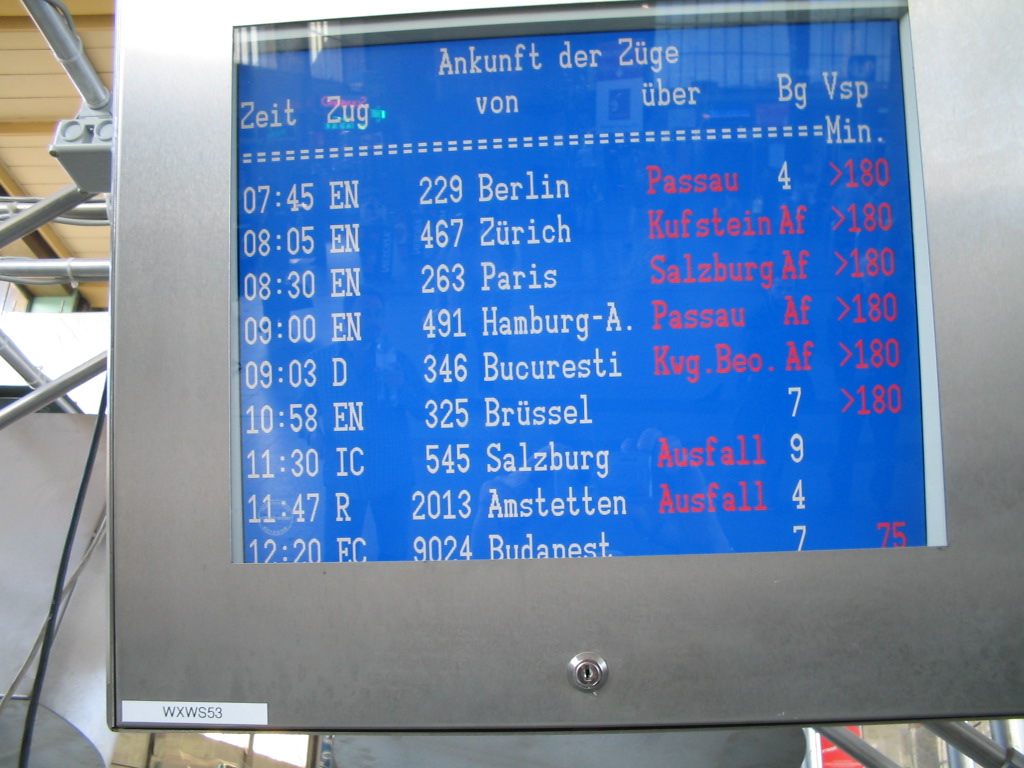 Ankunft der Züge
Zeit Zug von über Bg Vsp
========================================Min.
07:45 EN 229 Berlin Passau 4 >180
08:05 EN 467 Zürich Kufstein Af >180
08:30 EN 263 Paris Salzburg Af >180
09:00 EN 491 Hamburg-A. Passau Af >180
09:03 D 346 Bucuresti Kvg.Beo. Af >180
10:58 EN 325 Brüssel 7 >180
11:30 IC 545 Salzburg Ausfall 9
11:47 R 2013 Amstetten Ausfall 4
12:20 EC 9024 Budapest 7 75
WXWS53